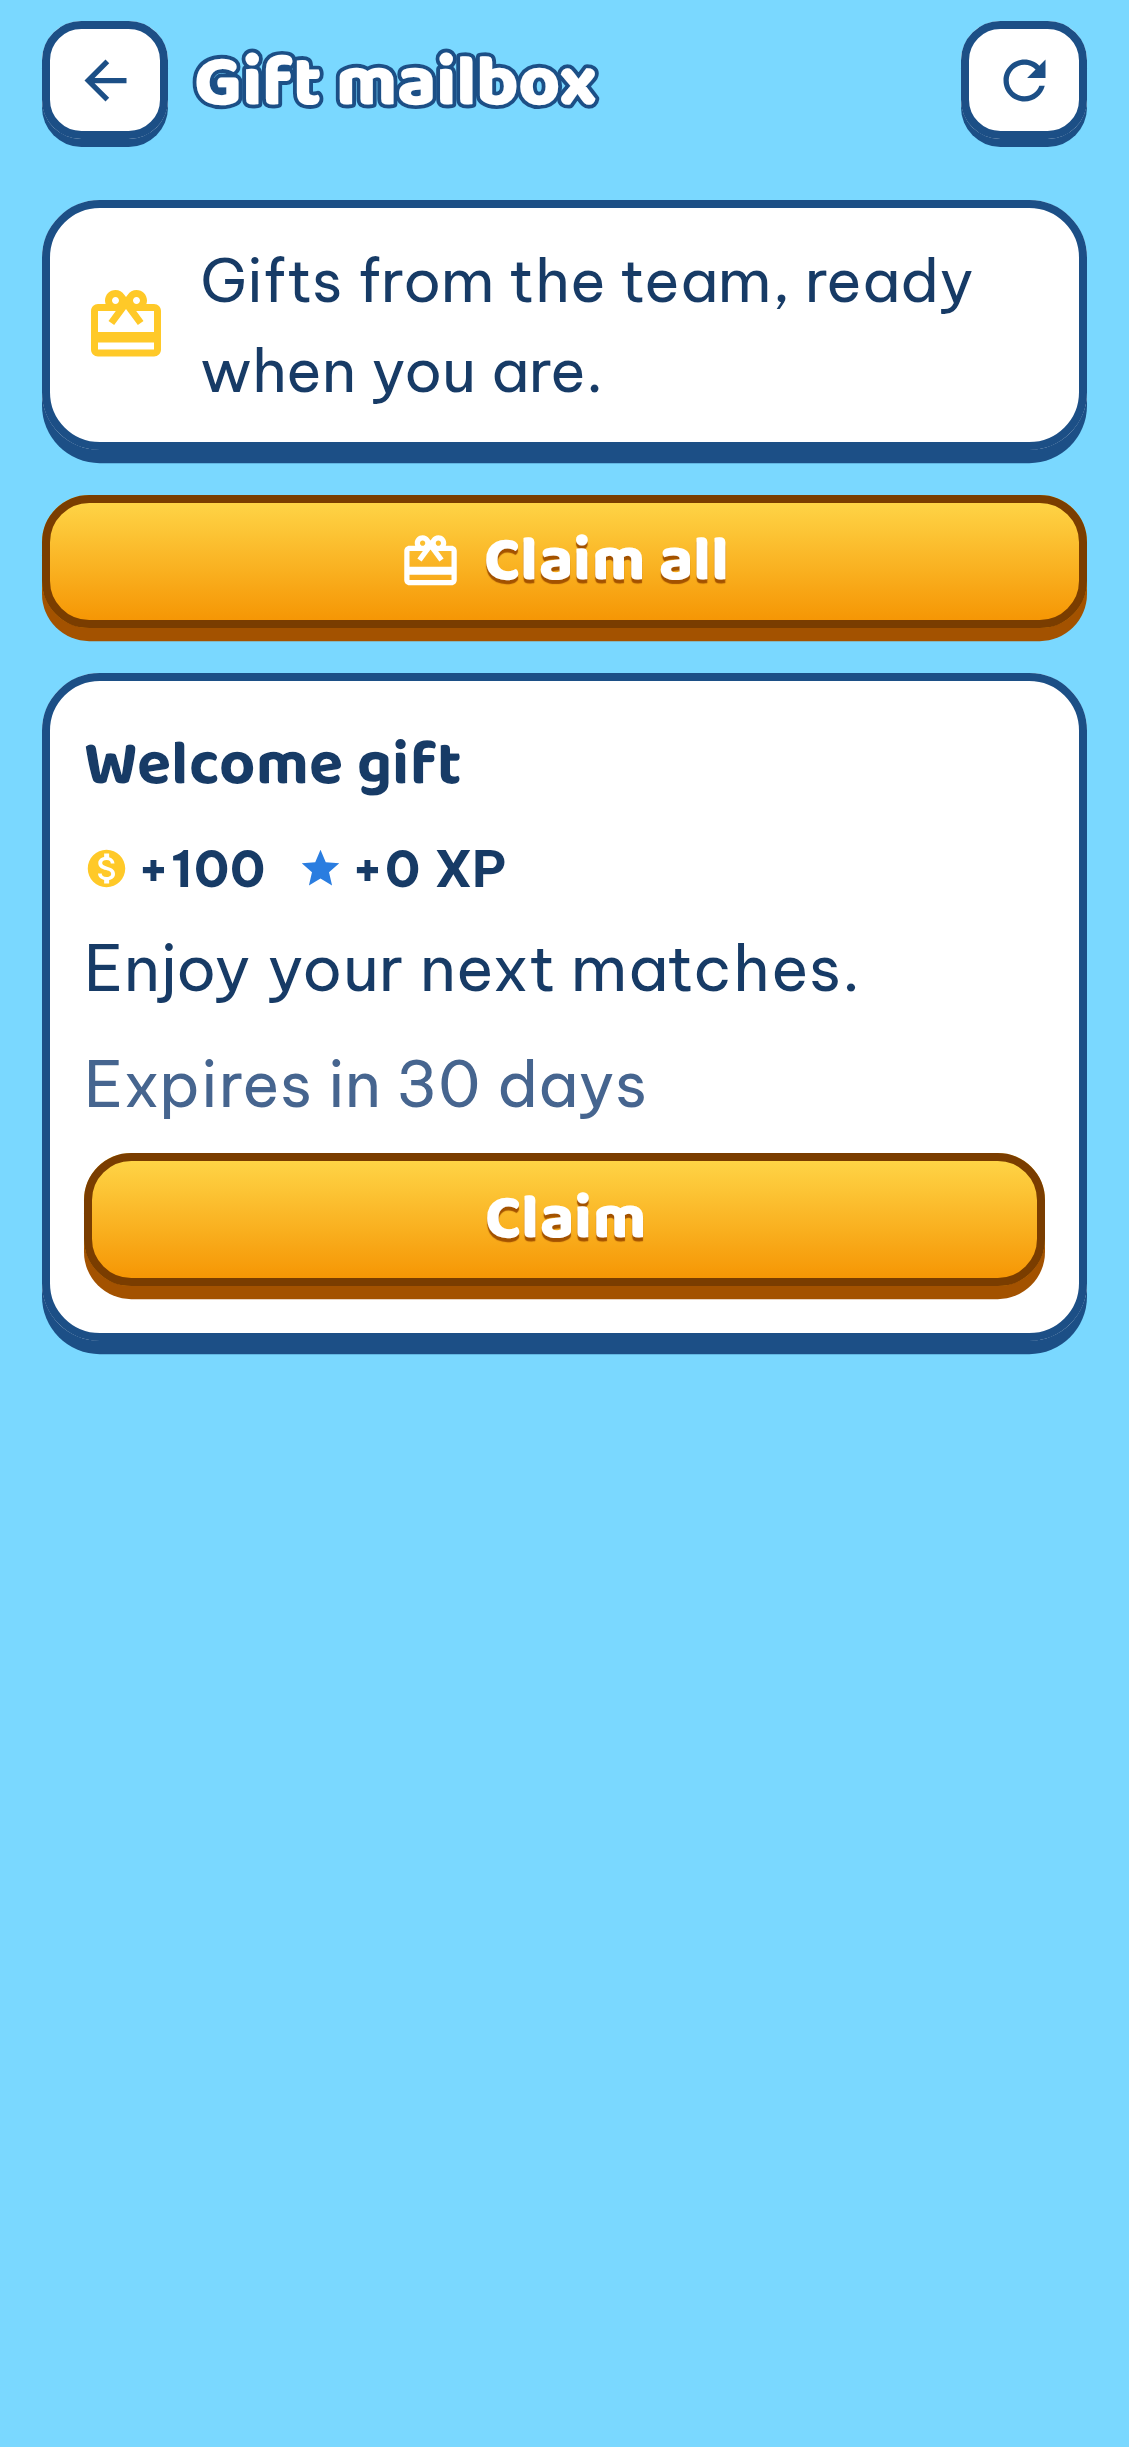 Gift mailbox
Gifts from the team, ready
when you are.
Claim all
Welcome gift
+100 +0 XP
Enjoy your next matches.
Expires in 30 days
Claim